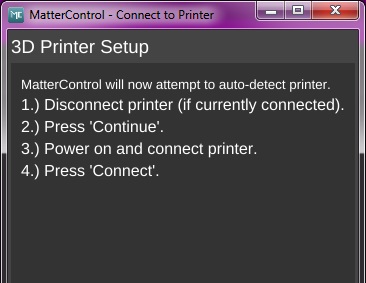 MatterControl - Connect to Printer
3D Printer Setup
MatterControl will now attempt to auto-detect printer.
1.) Disconnect printer (if currently connected).
2.) Press 'Continue'.
3.) Power on and connect printer.
4.) Press 'Connect'.